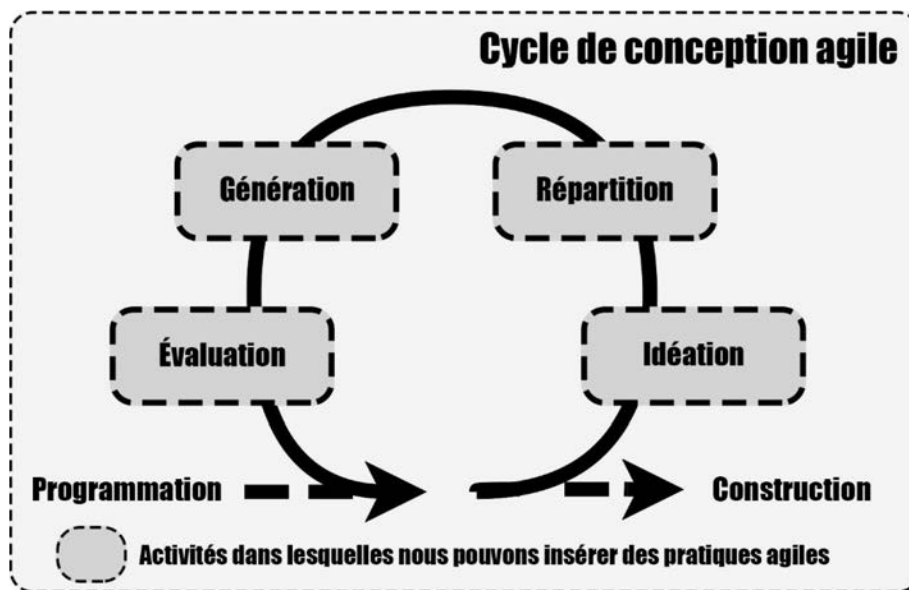 Cycle de conception agile
Génération
Répartition
Évaluation
Idéation
Programmation
Construction
Activités dans lesquelles nous pouvons insérer des pratiques agiles